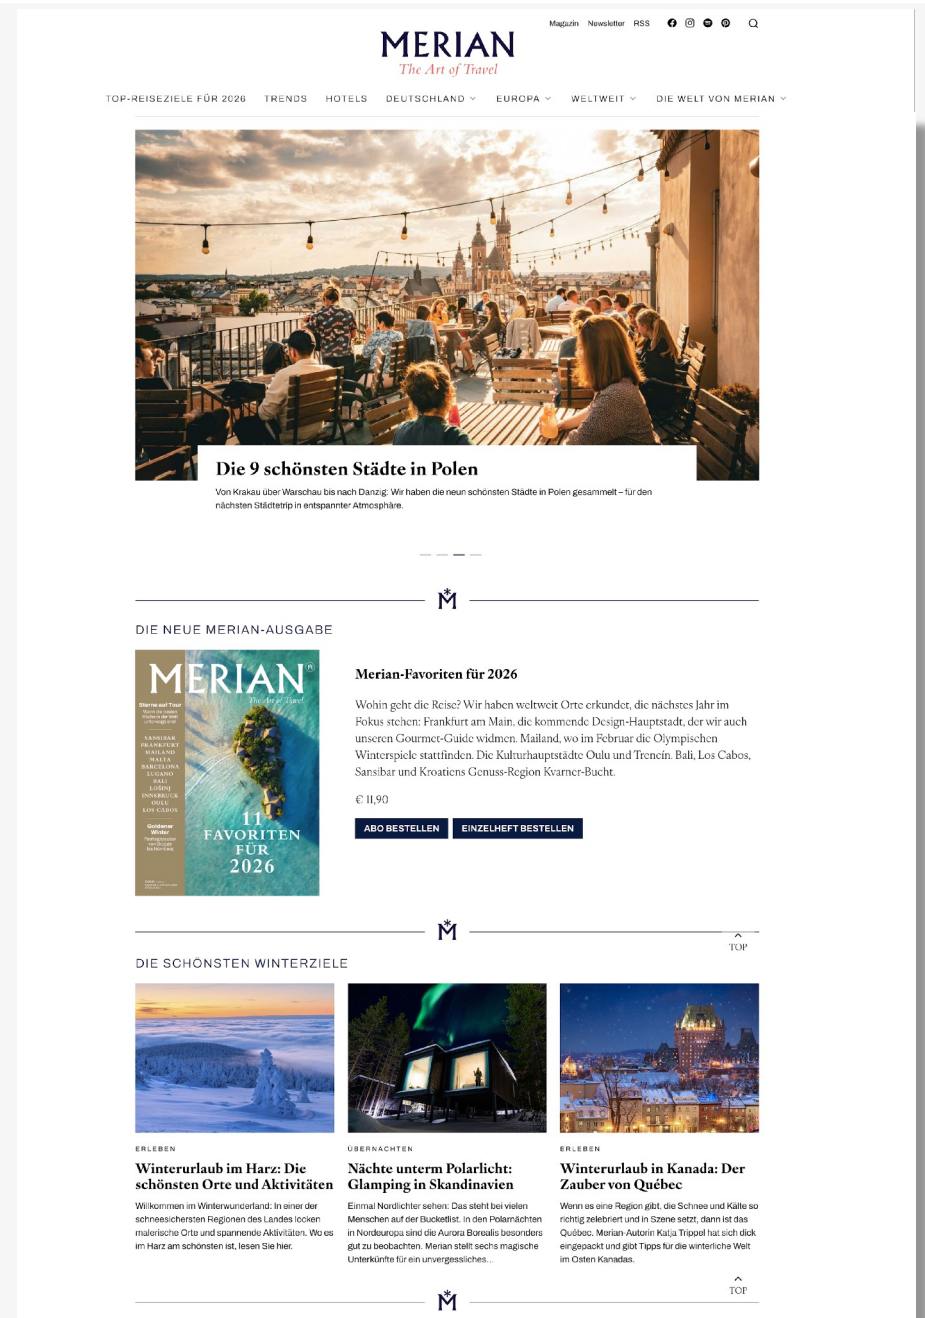 Magazin Newsletter RSS
MERIAN
The Art of Travel
TOP-REISEZIELE FÜR 2026 TRENDS HOTELS DEUTSCHLAND EUROPA WELTWEIT DIE WELT VON MERIAN
Die 9 schönsten Städte in Polen
Von Krakau über Warschau bis nach Danzig: Wir haben die neun schönsten Städte in Polen gesammelt – für den
nächsten Städtetrip in entspannter Atmosphäre.
M
DIE NEUE MERIAN-AUSGABE
MERIAN
The Art of Travel
Sterne auf Tour
SANSIBAR
FRANKFURT
MAILAND
MALTA
BARCELONA
LUGANO
BALI
LOŠINJ
INNSBRUCK
OULU
LOS CABOS
Goldener
Winter
11
FAVORITEN
FÜR
2026
Merian-Favoriten für 2026
Wohin geht die Reise? Wir haben weltweit Orte erkundet, die nächstes Jahr im
Fokus stehen: Frankfurt am Main, die kommende Design-Hauptstadt, der wir auch
unseren Gourmet-Guide widmen. Mailand, wo im Februar die Olympischen
Winterspiele stattfinden. Die Kulturhauptstädte Oulu und Trencín. Bali, Los Cabos,
Sansibar und Kroatiens Genuss-Region Kvarner-Bucht.
€ 11,90
ABO BESTELLEN EINZELHEFT BESTELLEN
M
TOP
DIE SCHÖNSTEN WINTERZIELE
ERLEBEN
Winterurlaub im Harz: Die
schönsten Orte und Aktivitäten
Willkommen im Winterwunderland: In einer der
schneesichersten Regionen des Landes locken
malerische Orte und spannende Aktivitäten. Wo es
im Harz am schönsten ist, lesen Sie hier.
ÜBERNACHTEN
Nächte unterm Polarlicht:
Glamping in Skandinavien
Einmal Nordlichter sehen: Das steht bei vielen
Menschen auf der Bucketlist. In den Polarnächten
in Nordeuropa sind die Aurora Borealis besonders
gut zu beobachten. Merian stellt sechs magische
Unterkünfte für ein unvergessliches...
ERLEBEN
Winterurlaub in Kanada: Der
Zauber von Québec
Wenn es eine Region gibt, die Schnee und Kälte so
richtig zelebriert und in Szene setzt, dann ist das
Québec. Merian-Autorin Katja Trippel hat sich dick
eingepackt und gibt Tipps für die winterliche Welt
im Osten Kanadas.
TOP
M